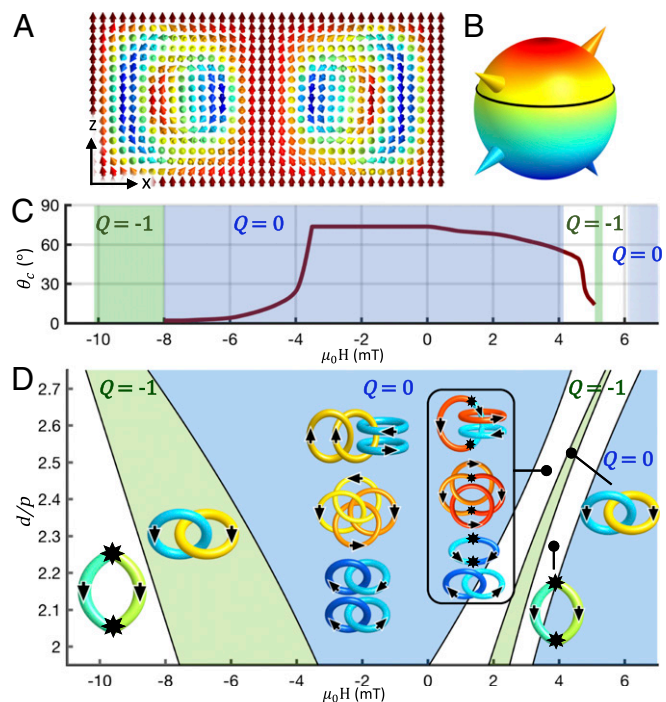 A
B
z
x
C
90
60
30
0
θc (°)
Q = -1
Q = 0
Q = -1
Q = 0
-10
-8
-6
-4
-2
0
2
4
6
μ0H (mT)
D
Q = -1
Q = 0
Q = -1
Q = 0
2.7
2.6
2.5
2.4
2.3
2.2
2.1
2
d/p
-10
-8
-6
-4
-2
0
2
4
6
μ0H (mT)